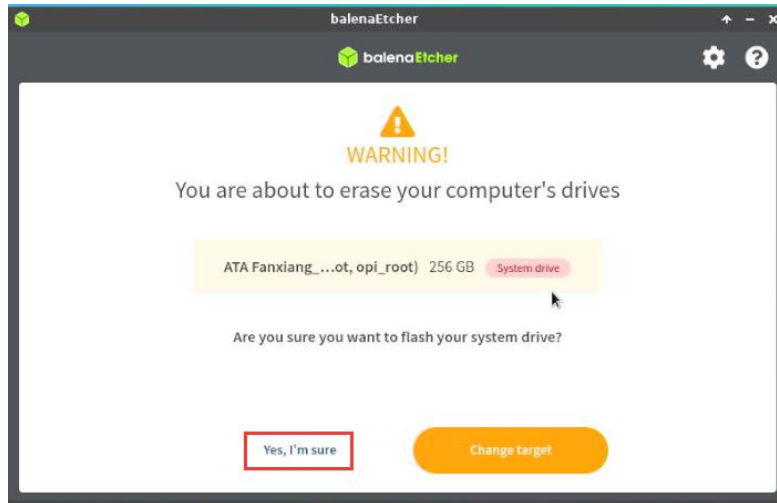 balenaEtcher
balenaEtcher
WARNING!
You are about to erase your computer's drives
ATA Fanxiang_...ot, opi_root) 256 GB System drive
Are you sure you want to flash your system drive?
Yes, I'm sure Change target